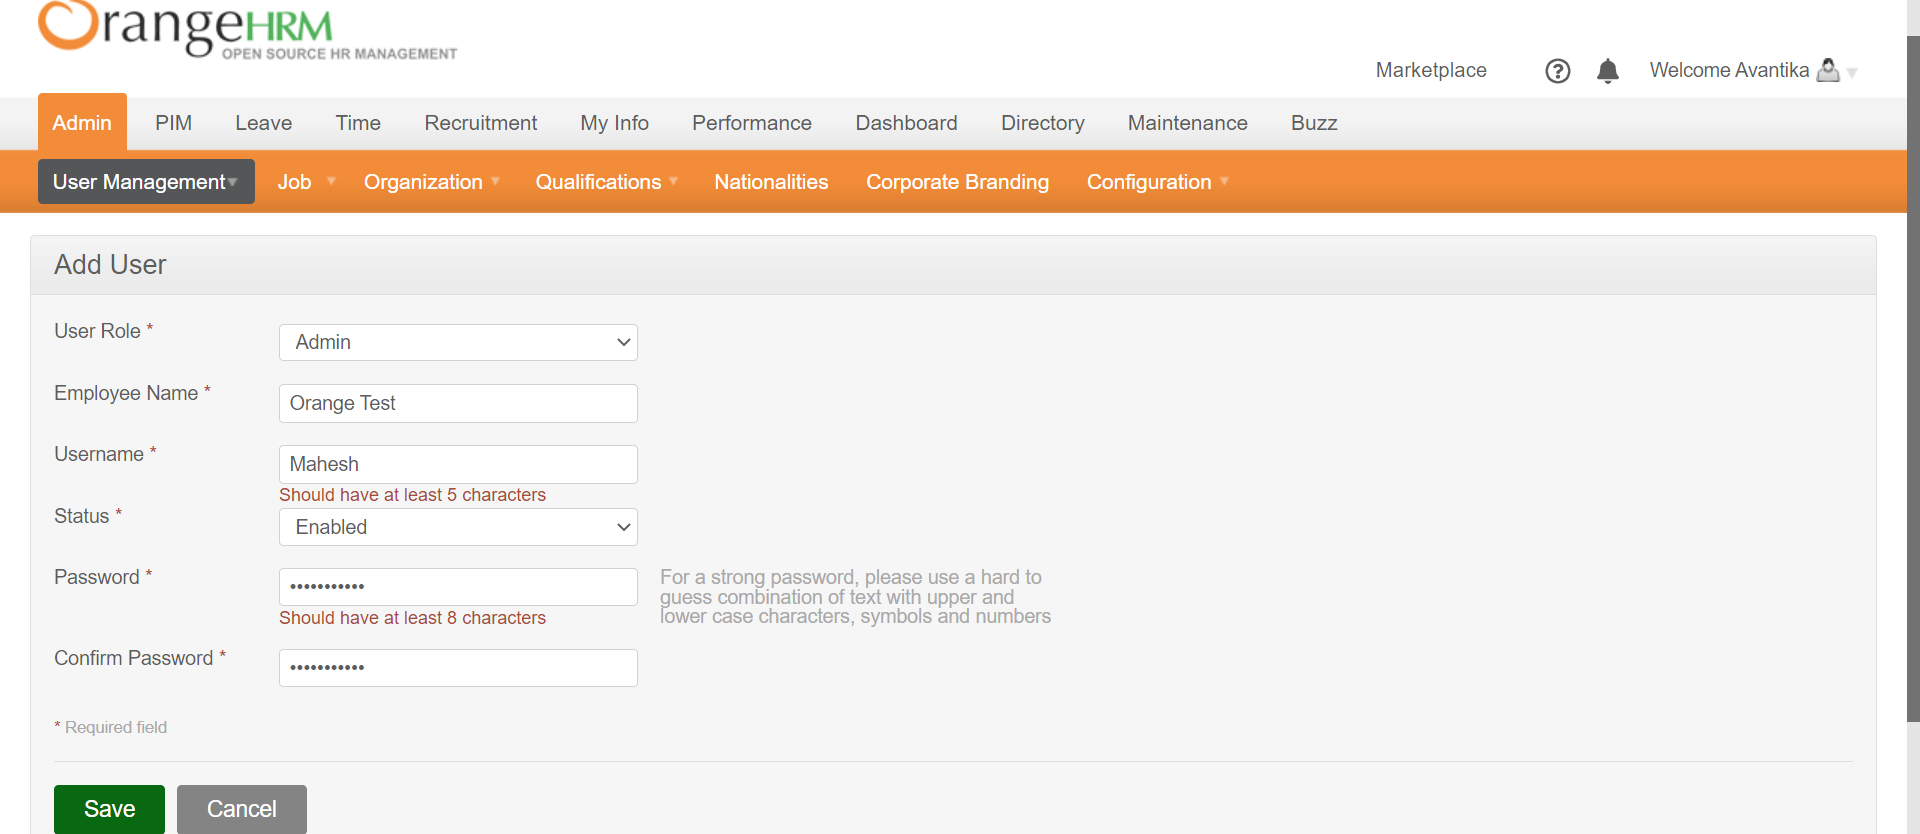 OrangeHRM
OPEN SOURCE HR MANAGEMENT
Marketplace ? Welcome Avantika
Admin PIM Leave Time Recruitment My Info Performance Dashboard Directory Maintenance Buzz
User Management Job Organization Qualifications Nationalities Corporate Branding Configuration
Add User
User Role * Admin
Employee Name * Orange Test
Username * Mahesh
Should have at least 5 characters
Status * Enabled
Password * •••••••••••
Should have at least 8 characters
For a strong password, please use a hard to
guess combination of text with upper and
lower case characters, symbols and numbers
Confirm Password * •••••••••••
* Required field
Save Cancel